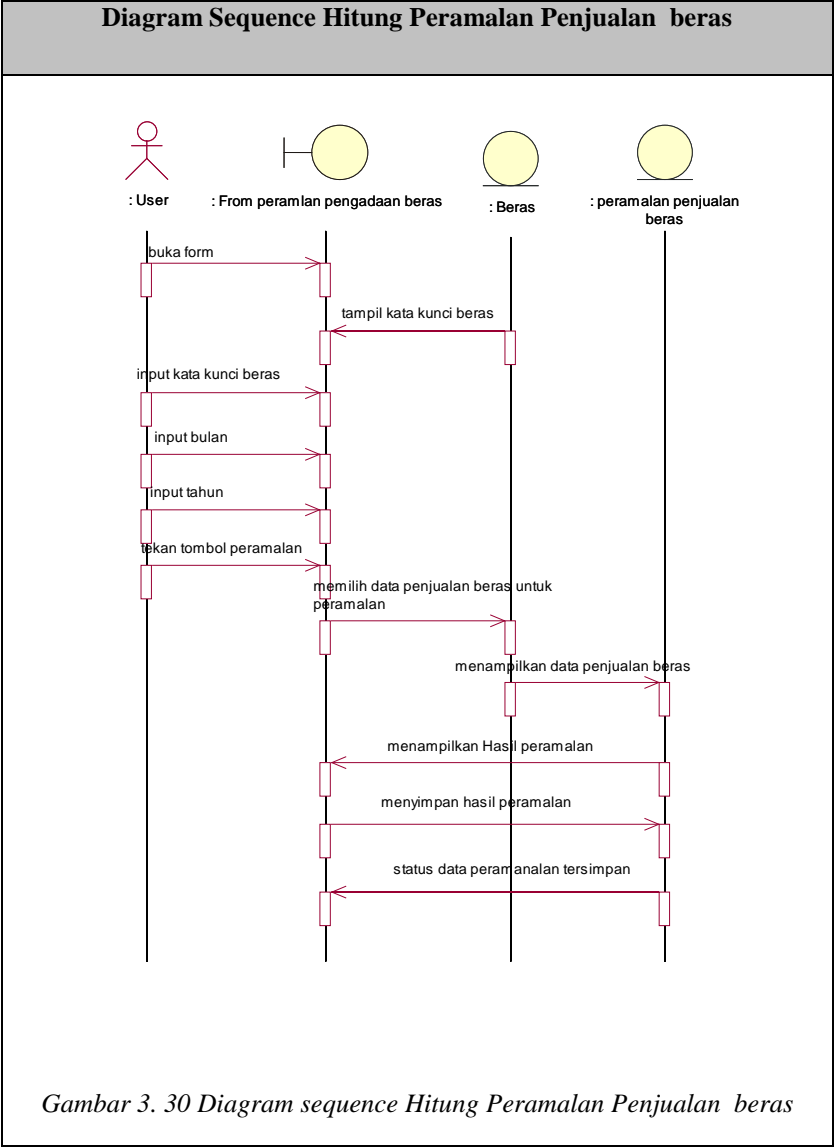 Diagram Sequence Hitung Peramalan Penjualan beras
: User
: From peramlan pengadaan beras
: Beras
: peramalan penjualan
beras
buka form
tampil kata kunci beras
input kata kunci beras
input bulan
input tahun
tekan tombol peramalan
memilih data penjualan beras untuk
peramalan
menampilkan data penjualan beras
menampilkan Hasil peramalan
menyimpan hasil peramalan
status data peramanalan tersimpan
Gambar 3. 30 Diagram sequence Hitung Peramalan Penjualan beras